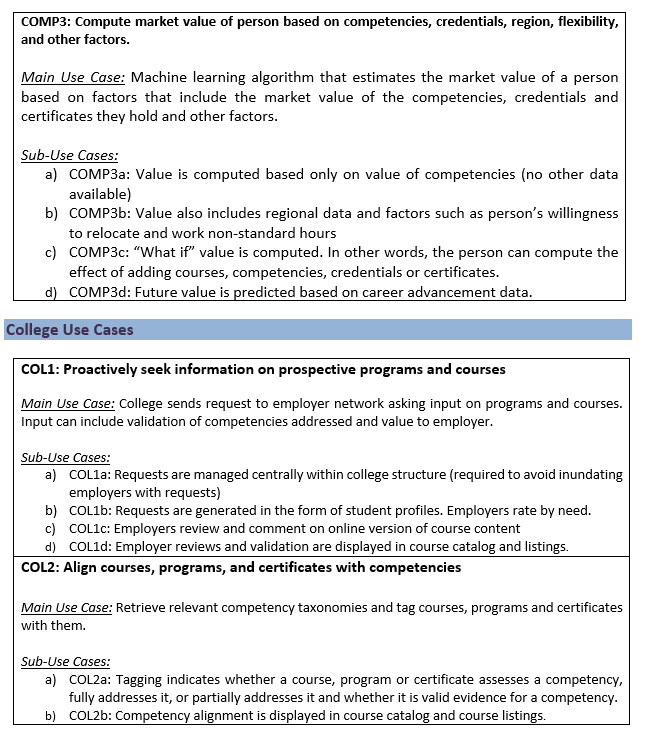 COMP3: Compute market value of person based on competencies, credentials, region, flexibility,
and other factors.
Main Use Case: Machine learning algorithm that estimates the market value of a person
based on factors that include the market value of the competencies, credentials and
certificates they hold and other factors.
Sub-Use Cases:
a) COMP3a: Value is computed based only on value of competencies (no other data
available)
b) COMP3b: Value also includes regional data and factors such as person’s willingness
to relocate and work non-standard hours
c) COMP3c: “What if” value is computed. In other words, the person can compute the
effect of adding courses, competencies, credentials or certificates.
d) COMP3d: Future value is predicted based on career advancement data.
College Use Cases
COL1: Proactively seek information on prospective programs and courses
Main Use Case: College sends request to employer network asking input on programs and courses.
Input can include validation of competencies addressed and value to employer.
Sub-Use Cases:
a) COL1a: Requests are managed centrally within college structure (required to avoid inundating
employers with requests)
b) COL1b: Requests are generated in the form of student profiles. Employers rate by need.
c) COL1c: Employers review and comment on online version of course content
d) COL1d: Employer reviews and validation are displayed in course catalog and listings.
COL2: Align courses, programs, and certificates with competencies
Main Use Case: Retrieve relevant competency taxonomies and tag courses, programs and certificates
with them.
Sub-Use Cases:
a) COL2a: Tagging indicates whether a course, program or certificate assesses a competency,
fully addresses it, or partially addresses it and whether it is valid evidence for a competency.
b) COL2b: Competency alignment is displayed in course catalog and course listings.